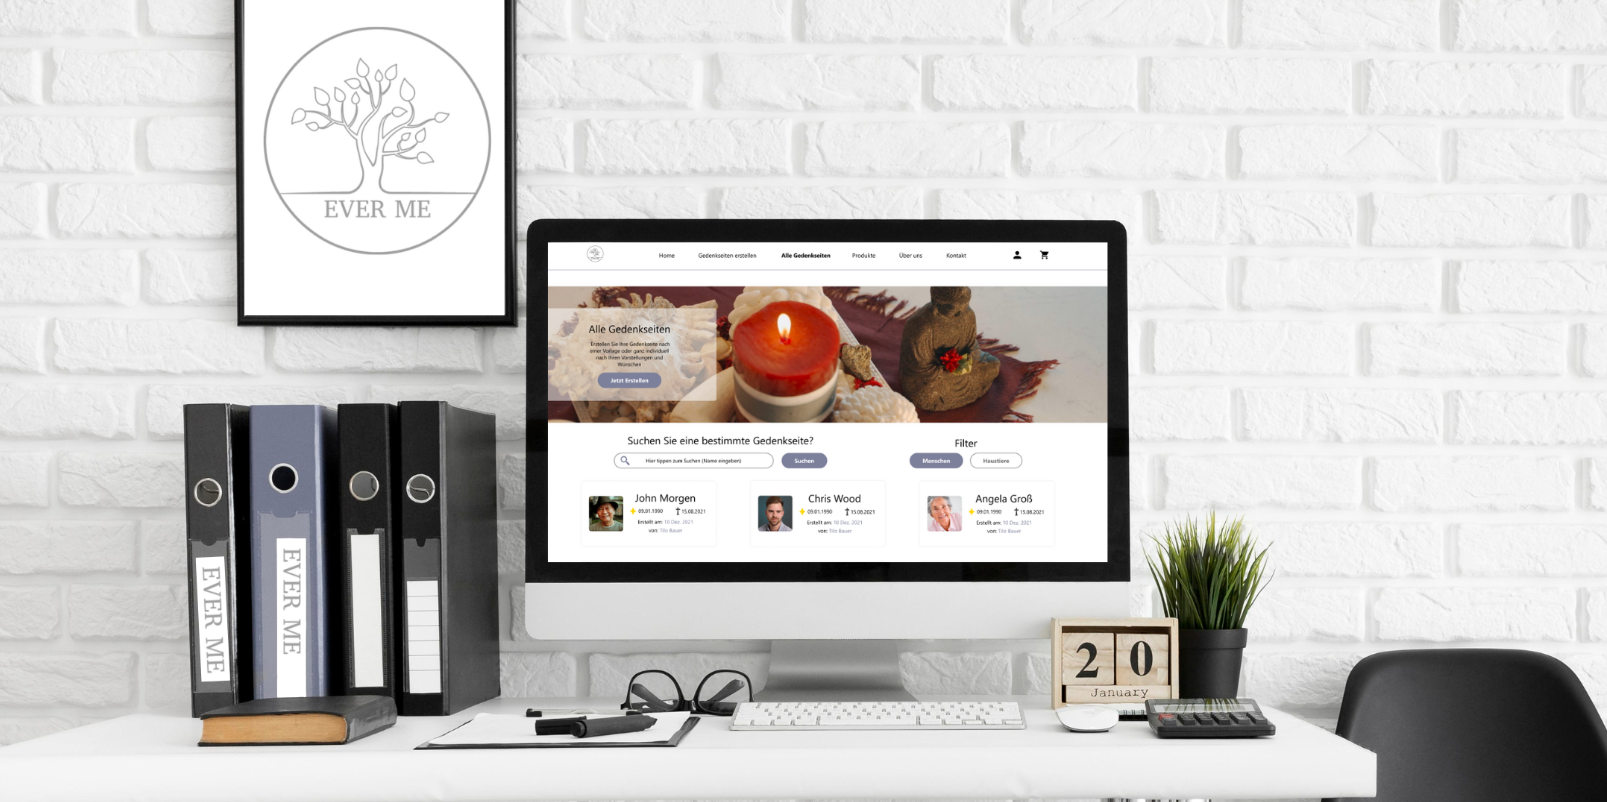 EVER ME
Home
Gedenkseiten erstellen
Alle Gedenkseiten
Produkte
Über uns
Kontakt
Alle Gedenkseiten
Erstellen Sie Ihre Gedenkseite nach
einer Vorlage oder ganz individuell
nach Ihren Vorstellungen und
Wünschen
Jetzt Erstellen
Suchen Sie eine bestimmte Gedenkseite?
Hier tippen zum Suchen (Name eingeben)
Suchen
Filter
Menschen
Haustiere
John Morgen
09.01.1990
15.08.2021
Erstellt am: 10 Dez. 2021
von: Tilo Bauer
Chris Wood
09.01.1990
15.08.2021
Erstellt am: 10 Dez. 2021
von: Tilo Bauer
Angela Groß
09.01.1990
15.08.2021
Erstellt am: 10 Dez. 2021
von: Tilo Bauer
EVER ME
EVER ME
20
January